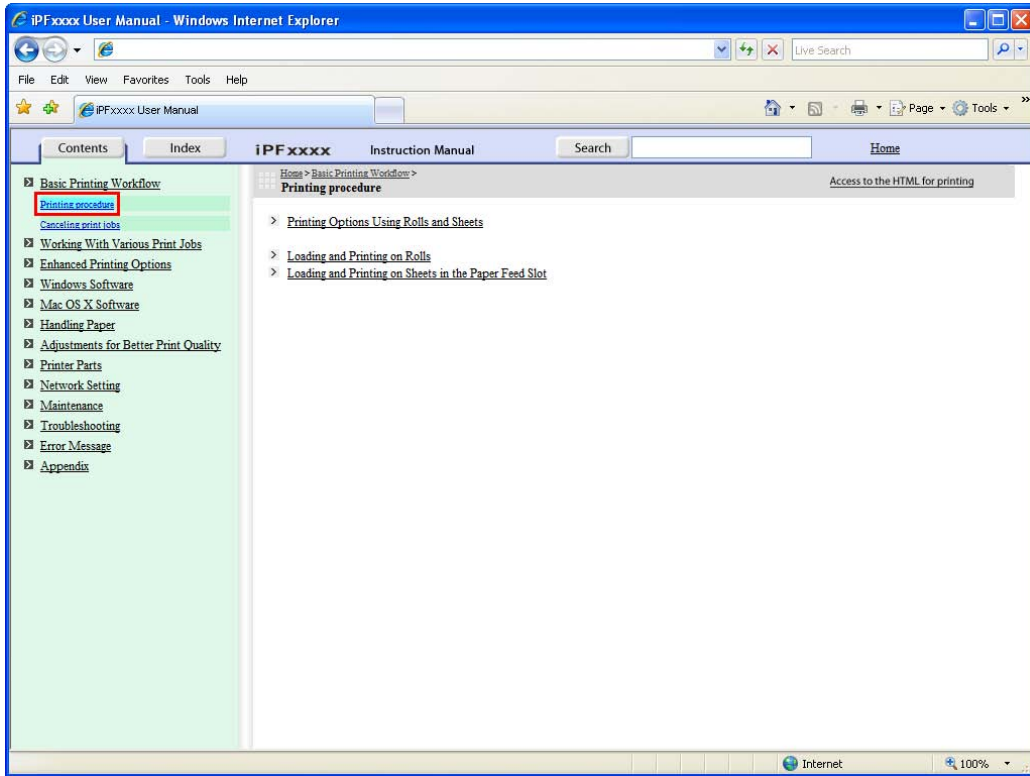 iPFxxxx User Manual - Windows Internet Explorer
Live Search
File Edit View Favorites Tools Help
iPFxxxx User Manual
Page Tools »
Contents Index iPFxxxx Instruction Manual Search Home
Home > Basic Printing Workflow >
Printing procedure
Access to the HTML for printing
Basic Printing Workflow
Printing procedure
Canceling print jobs
Working With Various Print Jobs
Enhanced Printing Options
Windows Software
Mac OS X Software
Handling Paper
Adjustments for Better Print Quality
Printer Parts
Network Setting
Maintenance
Troubleshooting
Error Message
Appendix
> Printing Options Using Rolls and Sheets
> Loading and Printing on Rolls
> Loading and Printing on Sheets in the Paper Feed Slot
Internet 100%